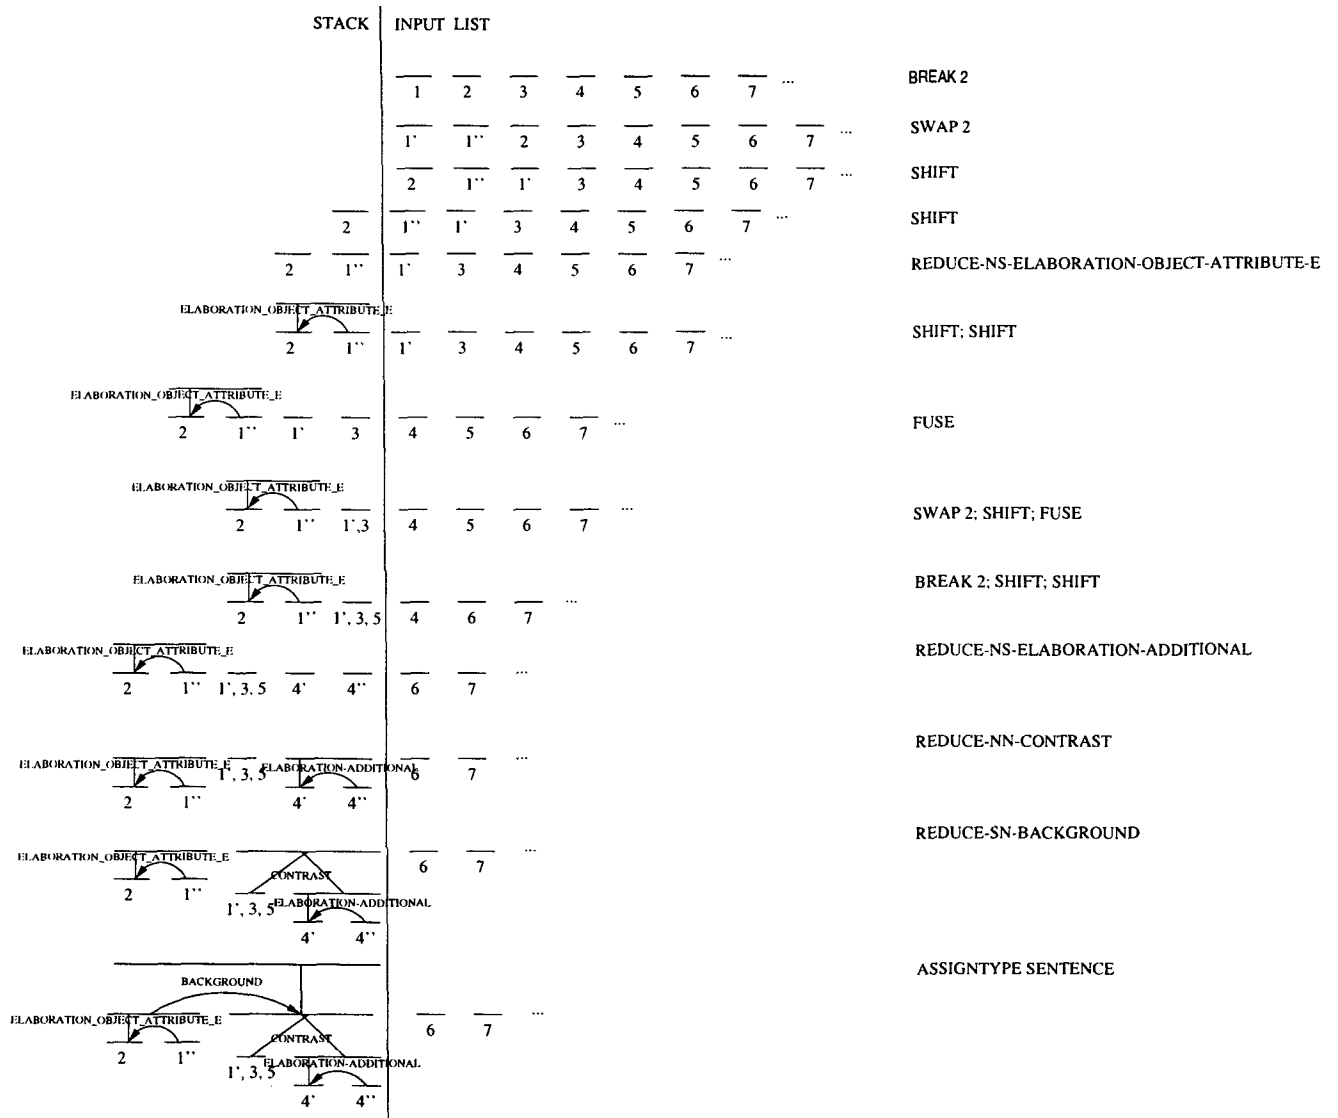 STACK INPUT LIST
... BREAK 2
1 2 3 4 5 6 7
... SWAP 2
1' 1'' 2 3 4 5 6 7
... SHIFT
2 1'' 1' 3 4 5 6 7
... SHIFT
2 1'' 1' 3 4 5 6 7
... REDUCE-NS-ELABORATION-OBJECT-ATTRIBUTE-E
2 1'' 1' 3 4 5 6 7
ELABORATION_OBJECT_ATTRIBUTE_E
... SHIFT; SHIFT
2 1'' 1' 3 4 5 6 7
ELABORATION_OBJECT_ATTRIBUTE_E
... FUSE
2 1'' 1' 3 4 5 6 7
ELABORATION_OBJECT_ATTRIBUTE_E
... SWAP 2; SHIFT; FUSE
2 1'' 1',3 4 5 6 7
ELABORATION_OBJECT_ATTRIBUTE_E
... BREAK 2; SHIFT; SHIFT
2 1'' 1', 3, 5 4 6 7
ELABORATION_OBJECT_ATTRIBUTE_E
... REDUCE-NS-ELABORATION-ADDITIONAL
2 1'' 1', 3, 5 4' 4'' 6 7
REDUCE-NN-CONTRAST
...
ELABORATION_OBJECT_ATTRIBUTE_E 1', 3, 5 ELABORATION-ADDITIONAL 6 7
2 1'' 4' 4''
REDUCE-SN-BACKGROUND
...
ELABORATION_OBJECT_ATTRIBUTE_E 6 7
CONTRAST
2 1''
1', 3, 5 ELABORATION-ADDITIONAL
4' 4''
ASSIGNTYPE SENTENCE
BACKGROUND
...
ELABORATION_OBJECT_ATTRIBUTE_E 6 7
CONTRAST
2 1''
1', 3, 5 ELABORATION-ADDITIONAL
4' 4''